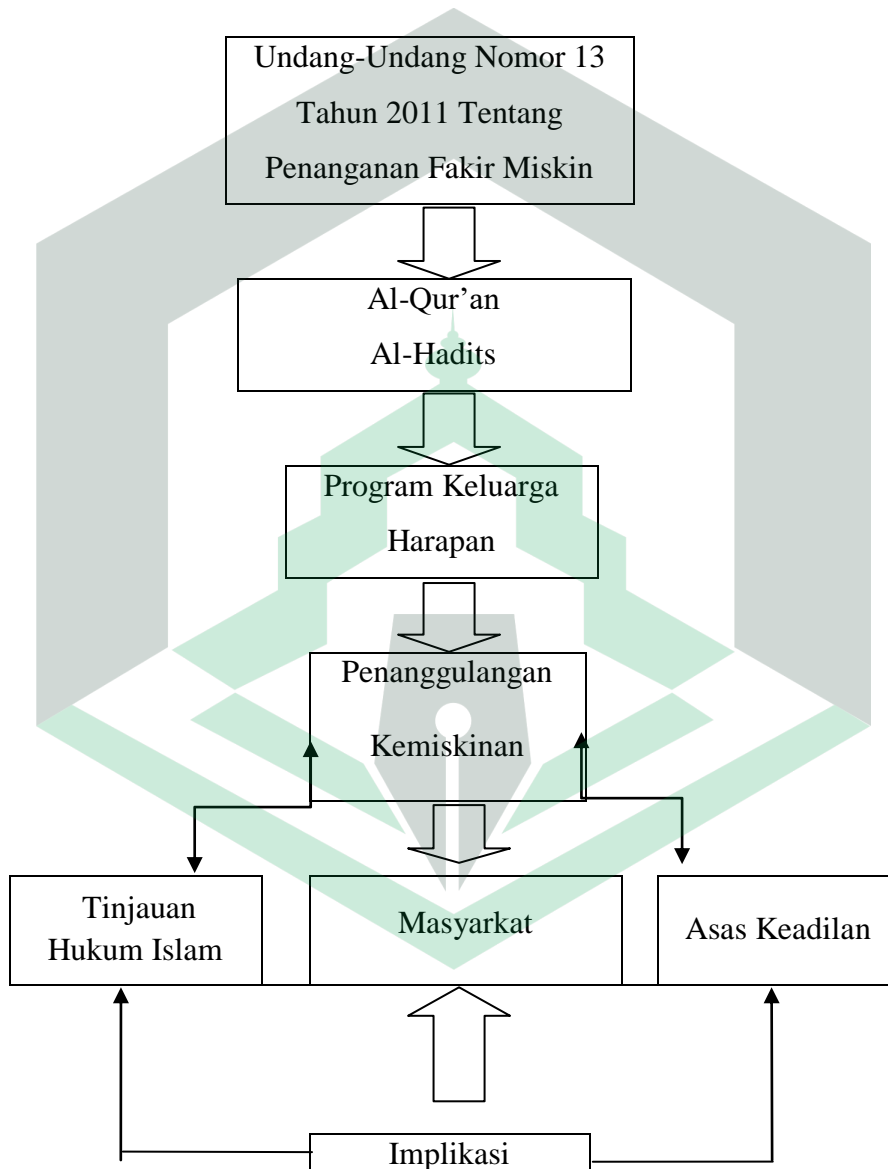 Undang-Undang Nomor 13
Tahun 2011 Tentang
Penanganan Fakir Miskin
Al-Qur’an
Al-Hadits
Program Keluarga
Harapan
Penanggulangan
Kemiskinan
Tinjauan
Hukum Islam
Masyarkat
Asas Keadilan
Implikasi